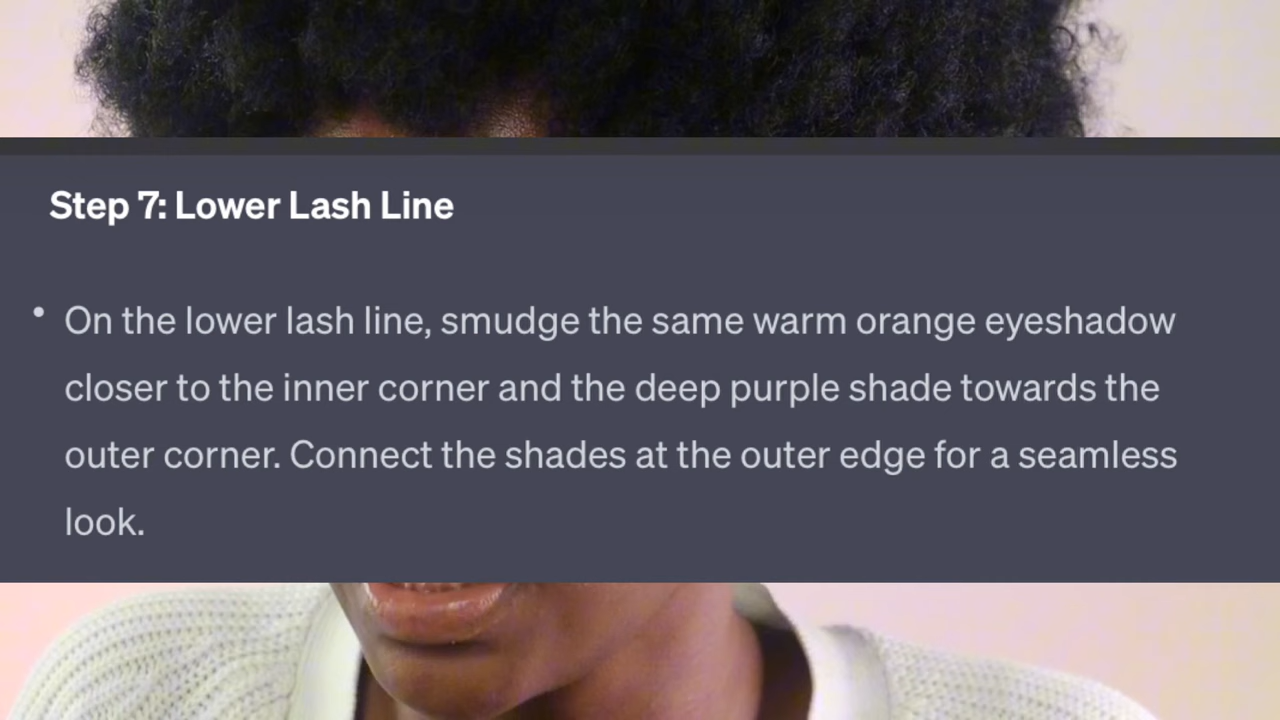 Step 7: Lower Lash Line
• On the lower lash line, smudge the same warm orange eyeshadow
closer to the inner corner and the deep purple shade towards the
outer corner. Connect the shades at the outer edge for a seamless
look.